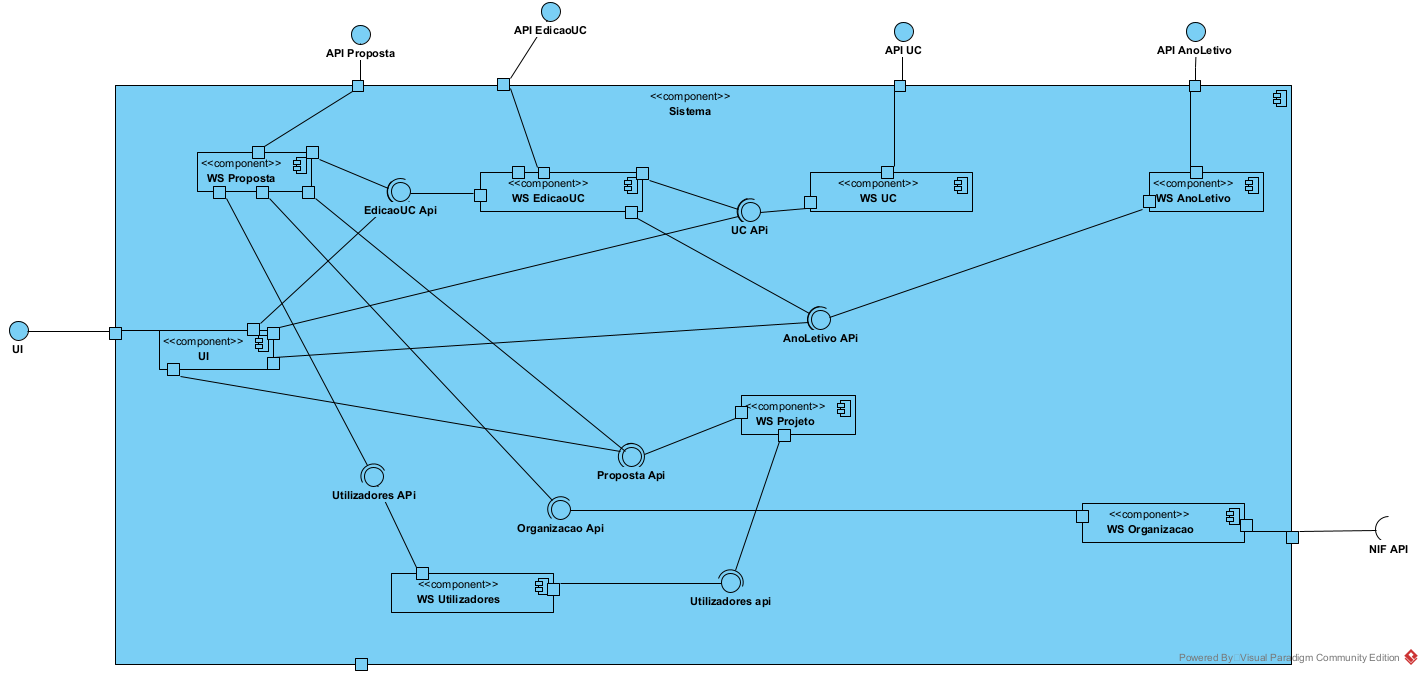 API EdicaoUC
API Proposta
API UC
API AnoLetivo
<<component>>
Sistema
<<component>>
WS Proposta
<<component>>
WS EdicaoUC
<<component>>
WS UC
<<component>>
WS AnoLetivo
EdicaoUC Api
UC APi
UI
<<component>>
UI
AnoLetivo APi
<<component>>
WS Projeto
Proposta Api
Utilizadores APi
Organizacao Api
<<component>>
WS Organizacao
NIF API
<<component>>
WS Utilizadores
Utilizadores api
Powered By: Visual Paradigm Community Edition